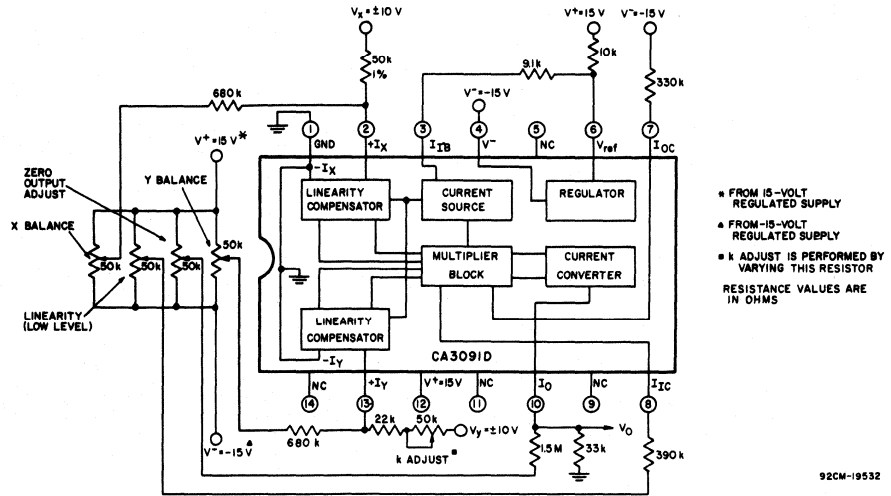 Vx = ±10 V
V+ = 15 V
V- = -15 V
50k
1%
10k
9.1k
330k
680k
V- = -15 V
V+ = 15 V*
1
2
3
4
5
6
7
GND
+IX
IIB
V-
NC
Vref
IOC
ZERO
OUTPUT
ADJUST
Y BALANCE
X BALANCE
-IX
LINEARITY
COMPENSATOR
CURRENT
SOURCE
REGULATOR
* FROM 15-VOLT
REGULATED SUPPLY
▲ FROM -15-VOLT
REGULATED SUPPLY
■ k ADJUST IS PERFORMED BY
VARYING THIS RESISTOR
RESISTANCE VALUES ARE
IN OHMS
50k
50k
50k
50k
MULTIPLIER
BLOCK
CURRENT
CONVERTER
LINEARITY
(LOW LEVEL)
LINEARITY
COMPENSATOR
CA3091D
-IY
NC
+IY
V+ = 15V
NC
IO
NC
IIC
14
13
12
11
10
9
8
V- = -15 V▲
680 k
22k
50k
k ADJUST■
Vy = ±10 V
1.5M
33k
VO
390k
92CM-19532